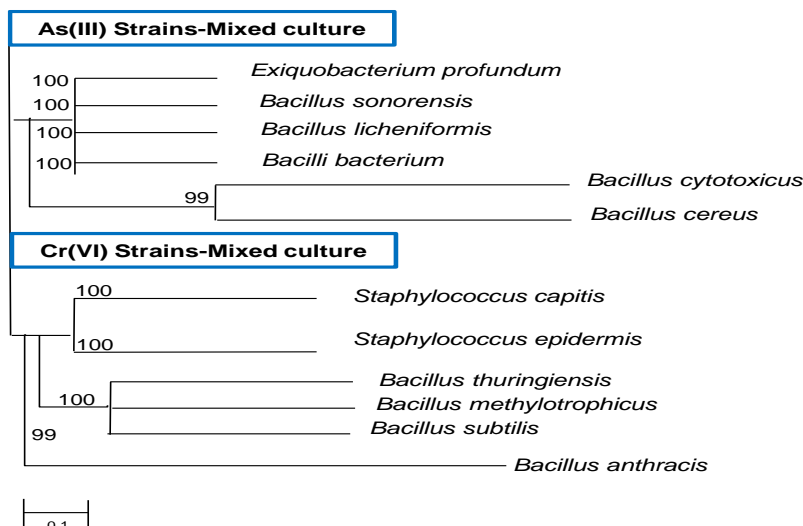 As(III) Strains-Mixed culture
100 Exiquobacterium profundum
100 Bacillus sonorensis
100 Bacillus licheniformis
100 Bacilli bacterium
Bacillus cytotoxicus
99
Bacillus cereus
Cr(VI) Strains-Mixed culture
100 Staphylococcus capitis
100 Staphylococcus epidermis
Bacillus thuringiensis
100 Bacillus methylotrophicus
Bacillus subtilis
99
Bacillus anthracis
0.1